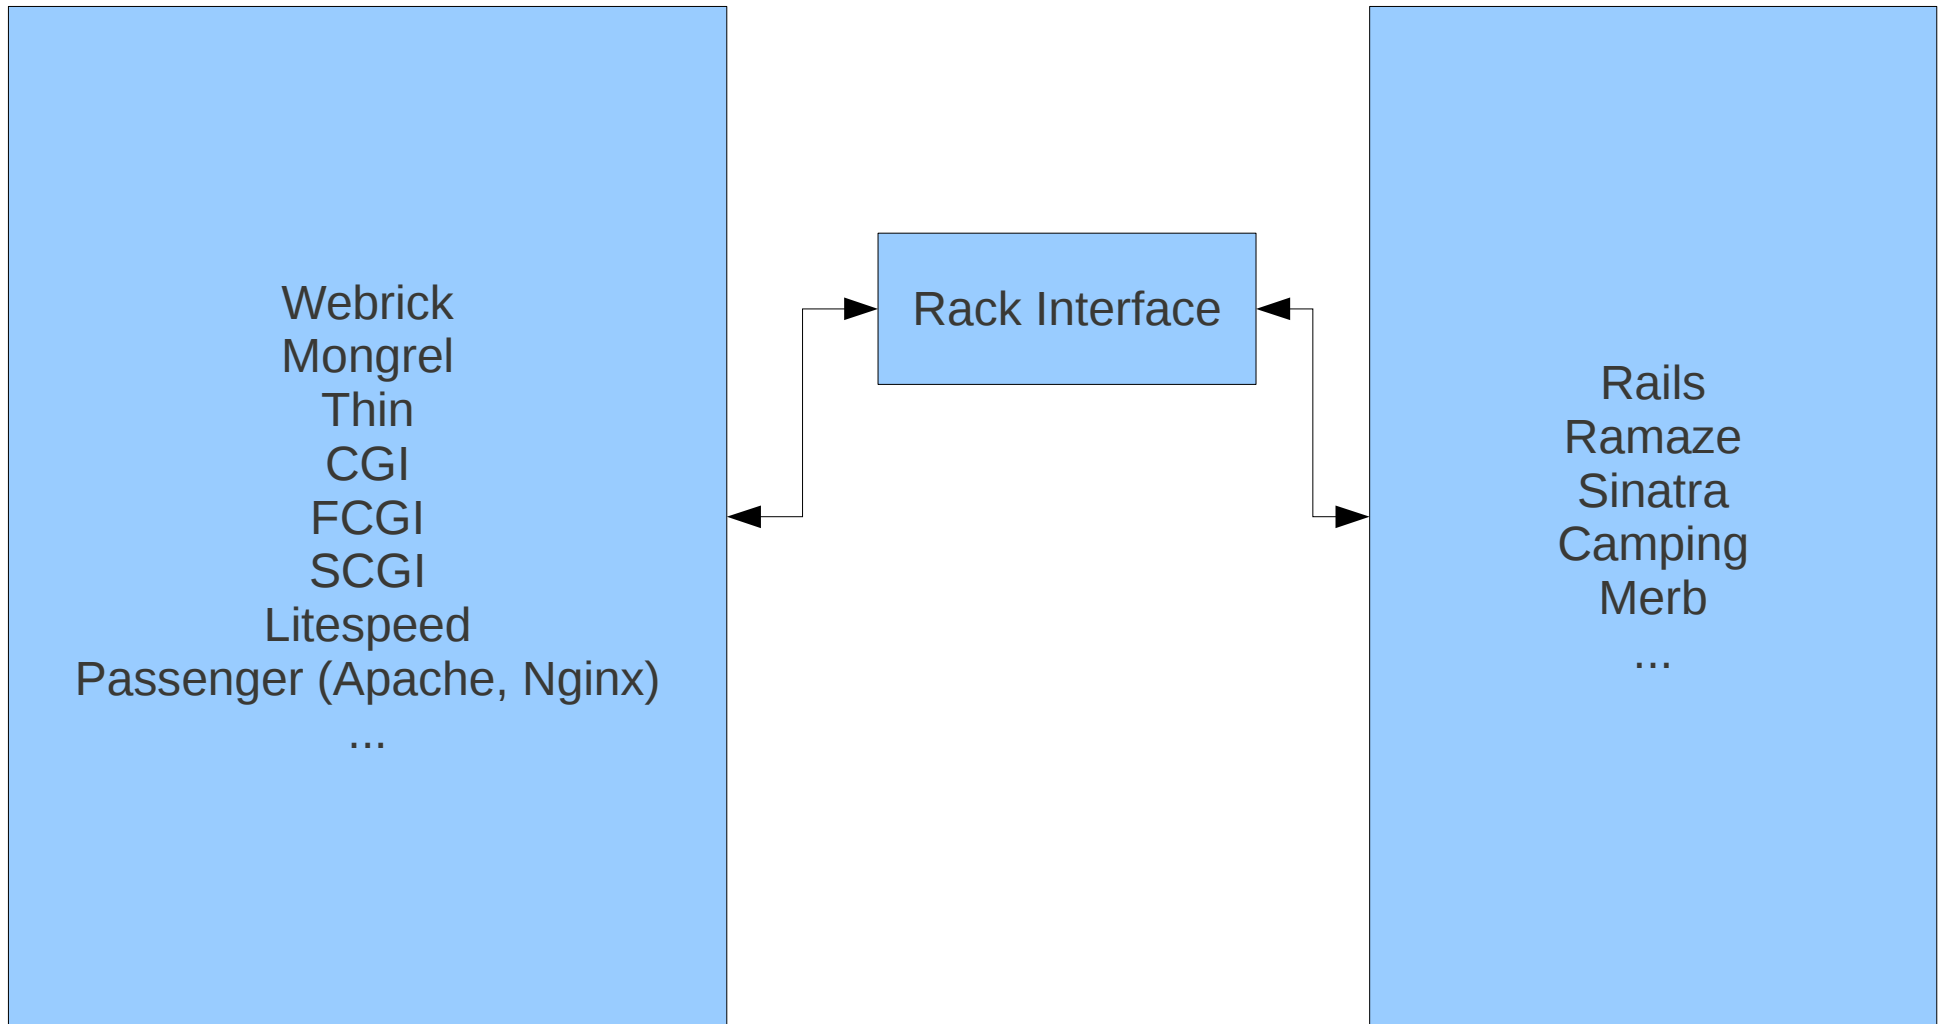 Webrick
Mongrel
Thin
CGI
FCGI
SCGI
Litespeed
Passenger (Apache, Nginx)
...
Rack Interface
Rails
Ramaze
Sinatra
Camping
Merb
...